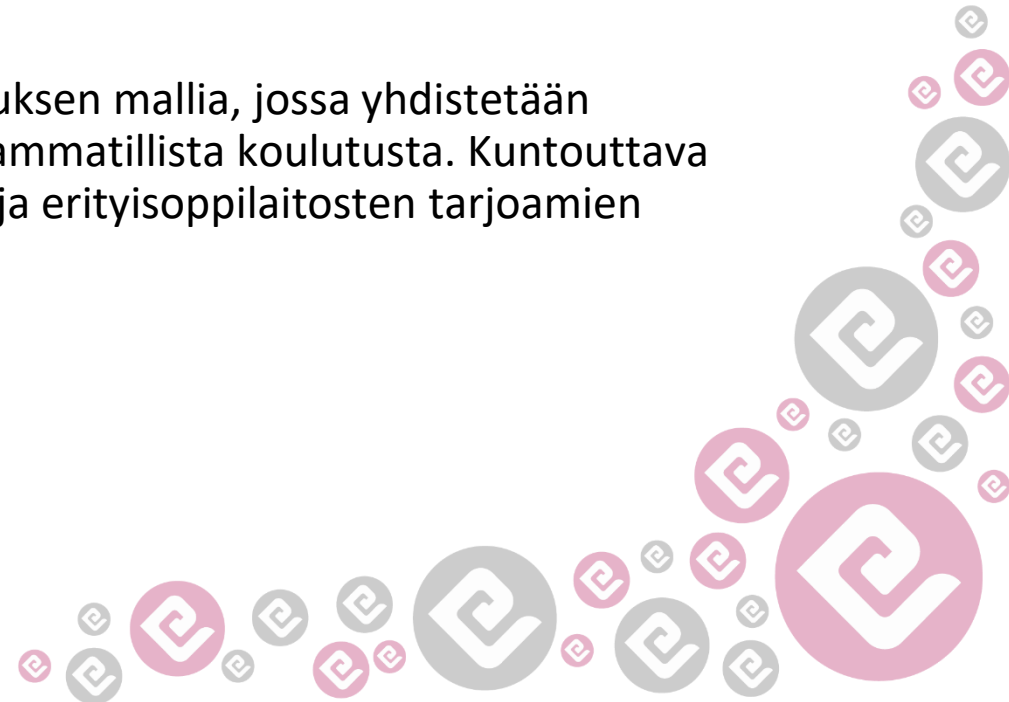 uksen mallia, jossa yhdistetään
ammatillista koulutusta. Kuntouttava
ja erityisoppilaitosten tarjoamien